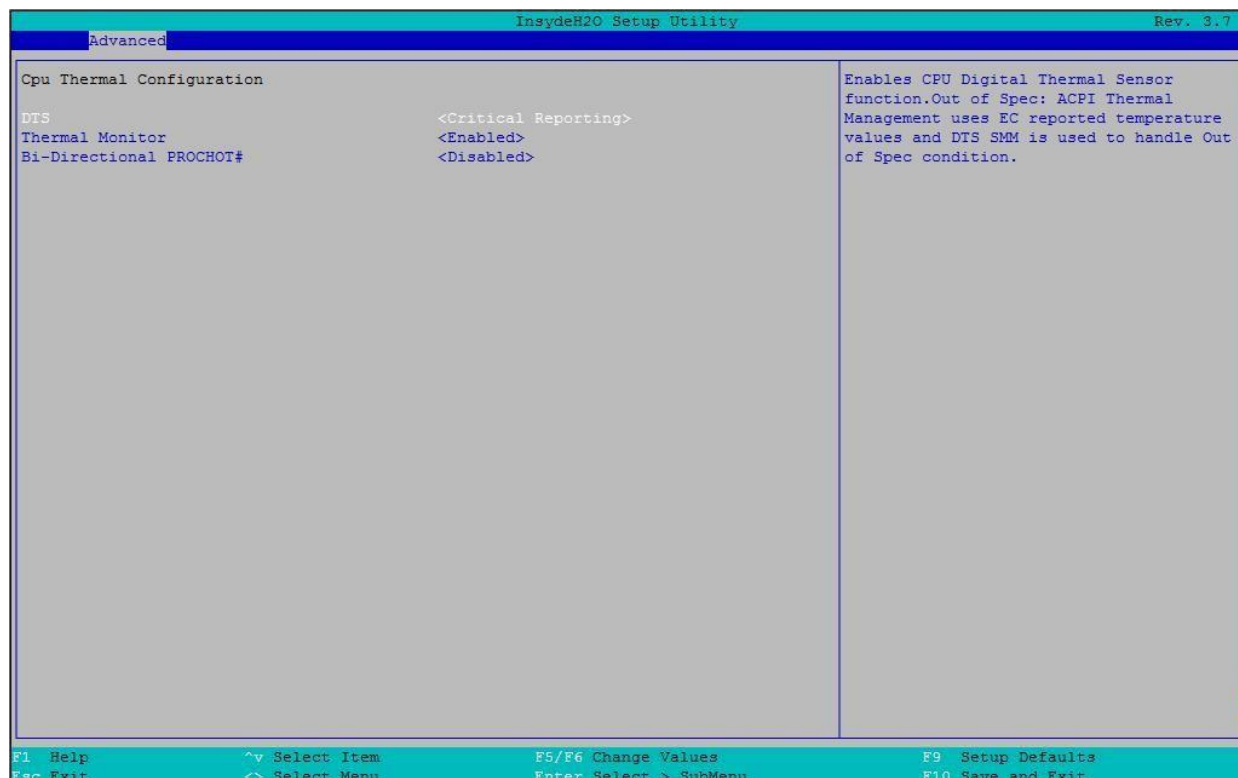 InsydeH2O Setup Utility Rev. 3.7
Advanced
Cpu Thermal Configuration
DTS <Critical Reporting>
Thermal Monitor <Enabled>
Bi-Directional PROCHOT# <Disabled>
Enables CPU Digital Thermal Sensor
function.Out of Spec: ACPI Thermal
Management uses EC reported temperature
values and DTS SMM is used to handle Out
of Spec condition.
F1 Help ^v Select Item F5/F6 Change Values F9 Setup Defaults
Esc Exit <> Select Menu Enter Select > SubMenu F10 Save and Exit